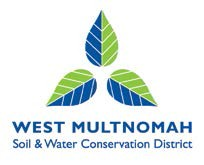 WEST MULTNOMAH
Soil & Water Conservation District